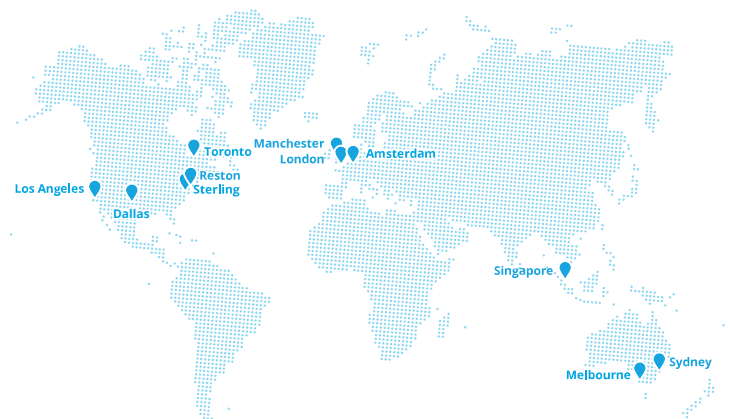 Manchester
Toronto
London
Amsterdam
Reston
Los Angeles
Sterling
Dallas
Singapore
Sydney
Melbourne